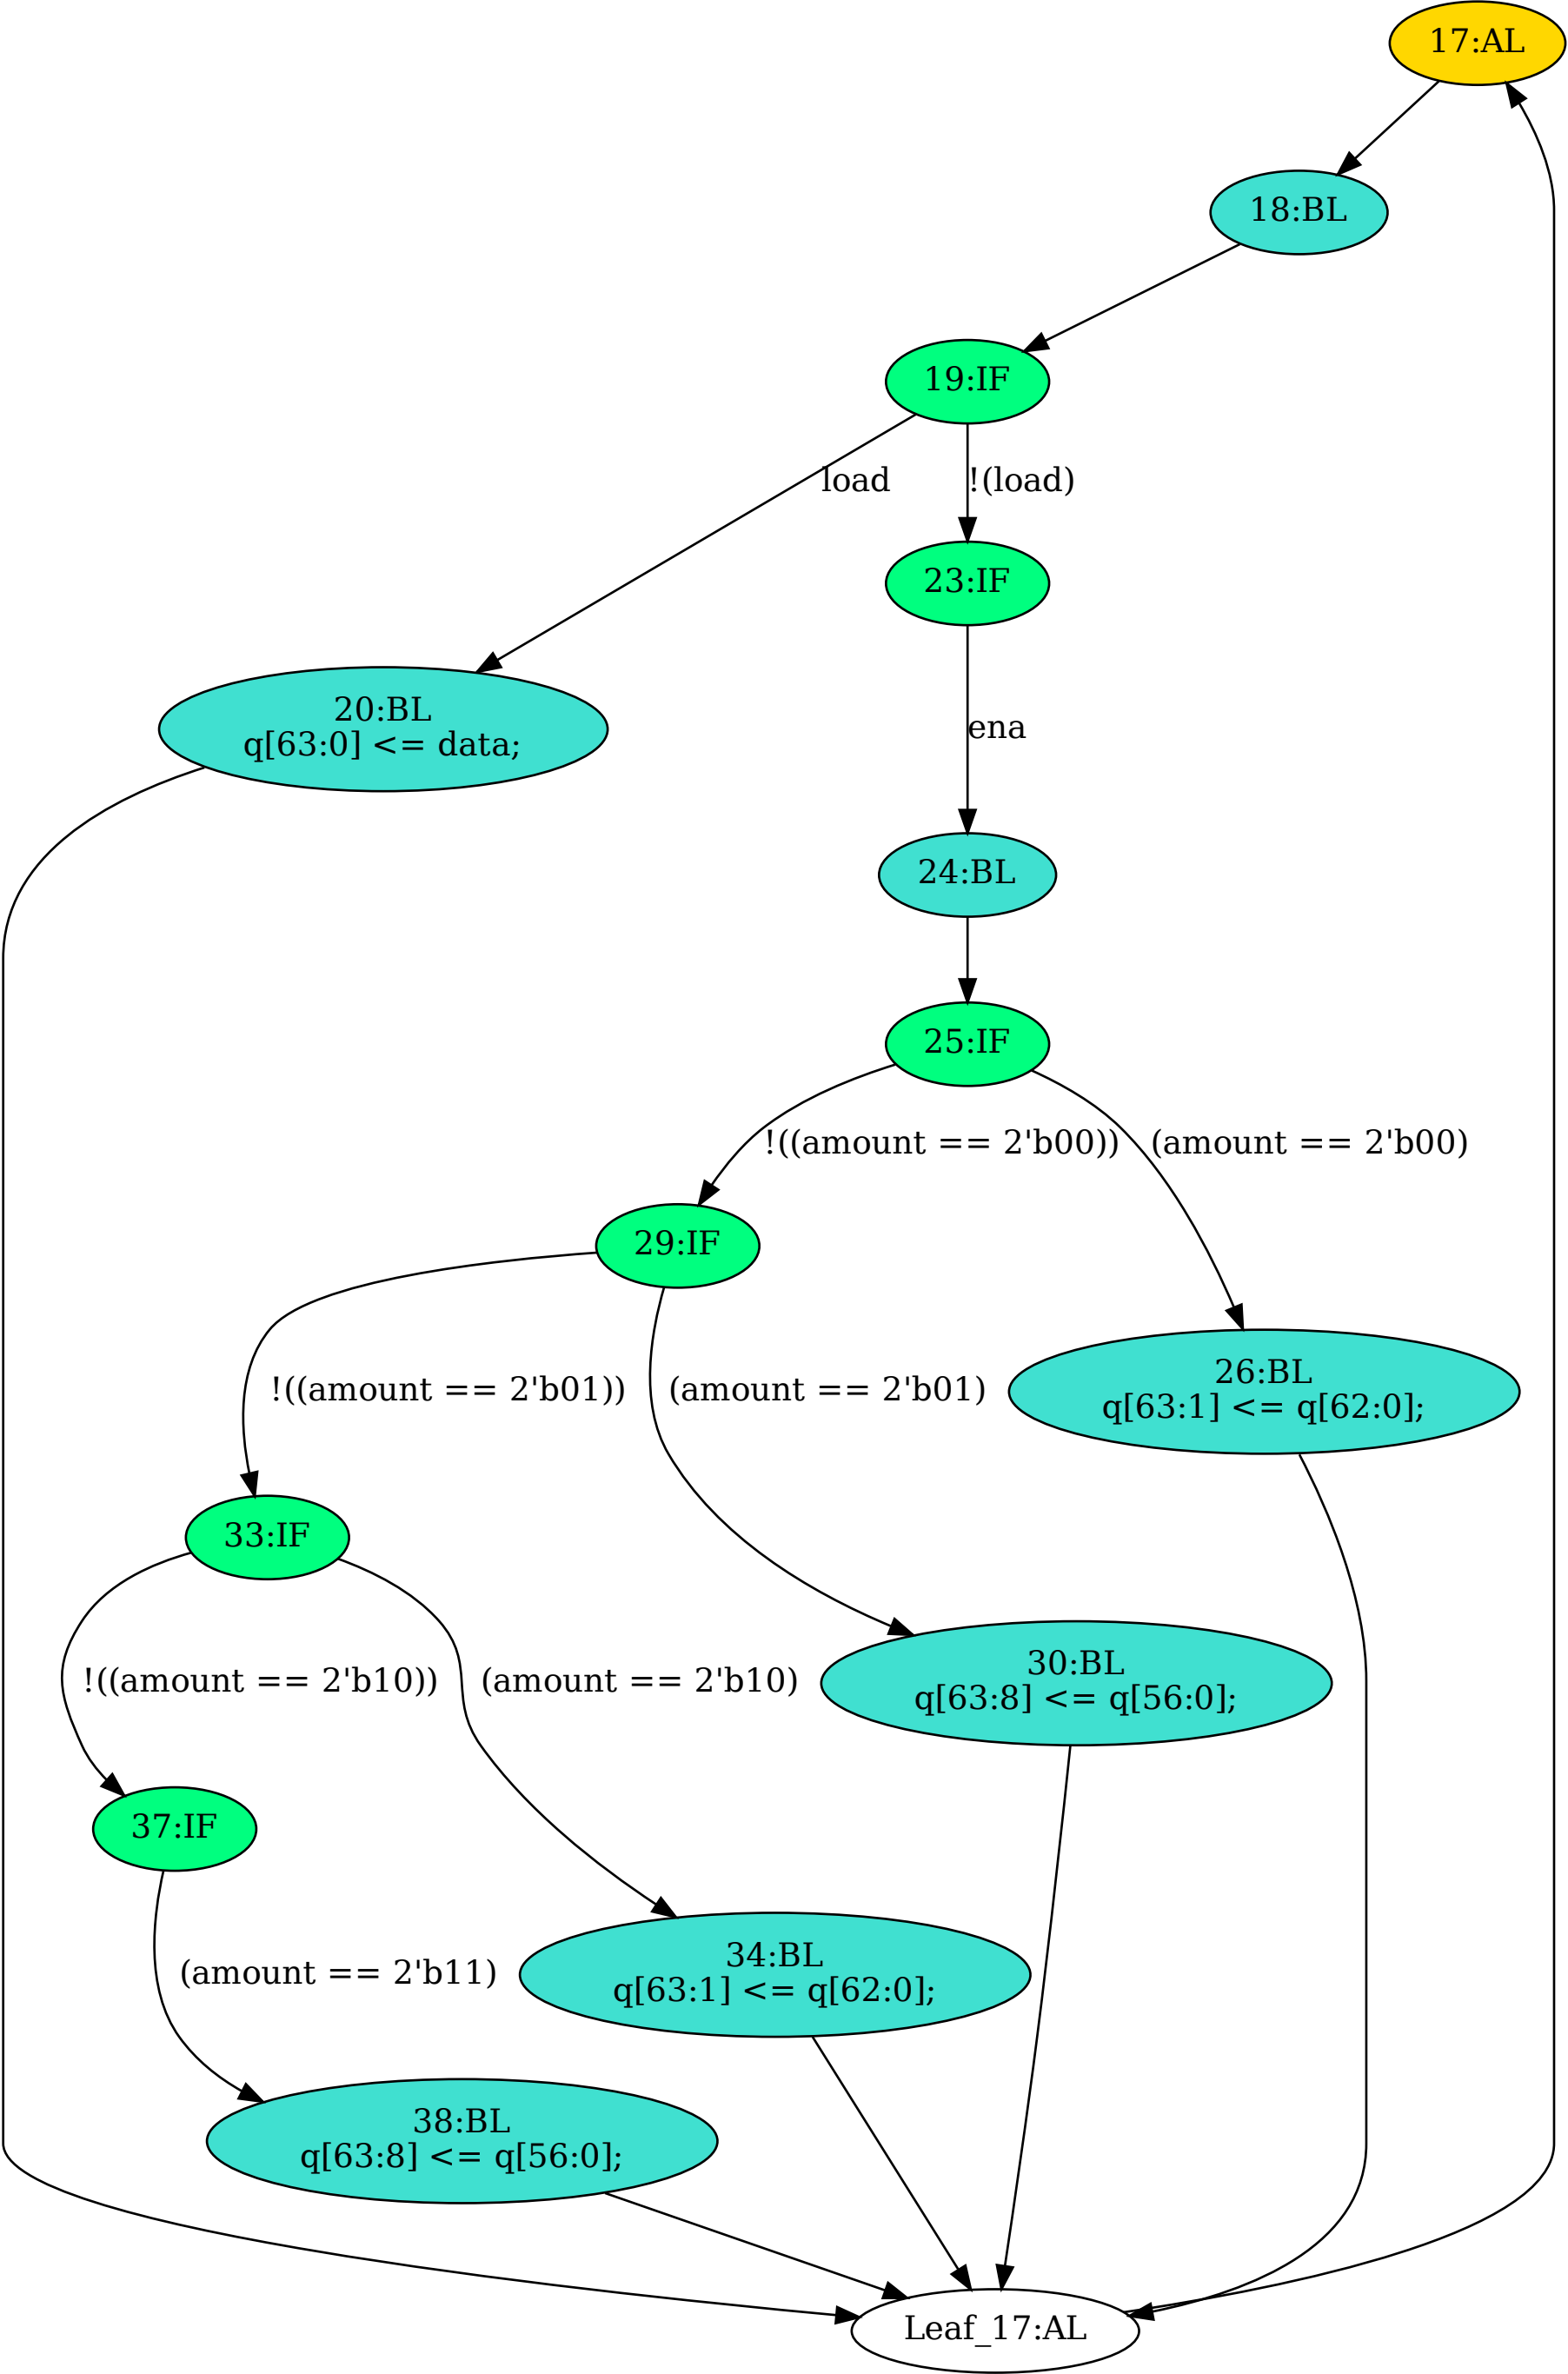 17:AL
18:BL
19:IF
load
!(load)
23:IF
20:BL
q[63:0] <= data;
ena
24:BL
25:IF
!((amount == 2'b00))
(amount == 2'b00)
29:IF
26:BL
q[63:1] <= q[62:0];
!((amount == 2'b01))
(amount == 2'b01)
33:IF
30:BL
q[63:8] <= q[56:0];
!((amount == 2'b10))
(amount == 2'b10)
37:IF
34:BL
q[63:1] <= q[62:0];
(amount == 2'b11)
38:BL
q[63:8] <= q[56:0];
Leaf_17:AL